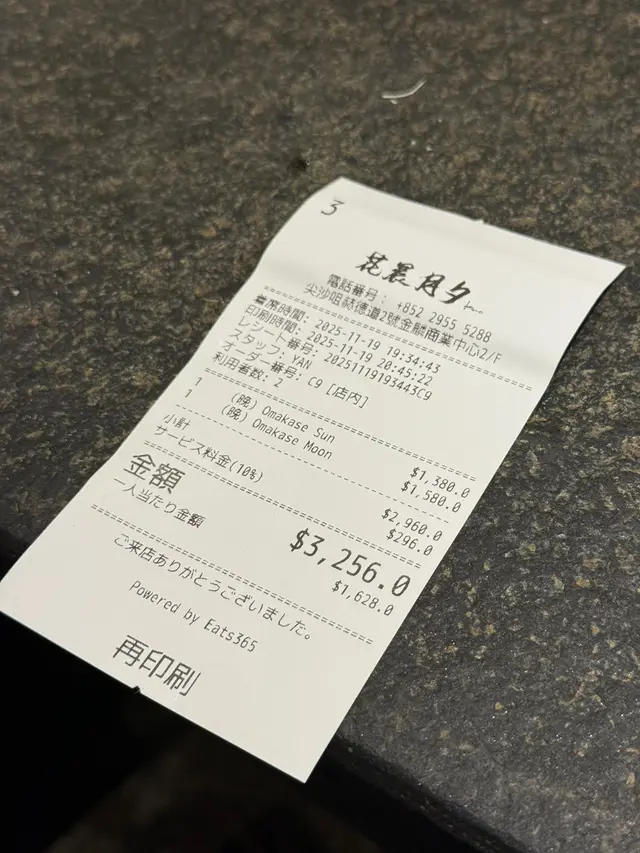 3
花晨月夕
電話番号: +852 2955 5288
尖沙咀赫德道2號金騮商業中心2/F
着席時間: 2025-11-19 19:34:43
印刷時間: 2025-11-19 20:45:22
レシート番号: 2025111919343C9
スタッフ: YAN
オーダー番号: C9 [店内]
利用者数: 2
1 (晚) Omakase Sun $1,380.0
1 (晚) Omakase Moon $1,580.0
小計 $2,960.0
サービス料金(10%) $296.0
金額 $3,256.0
一人当たり金額 $1,628.0
ご来店ありがとうございました。
Powered by Eats365
再印刷